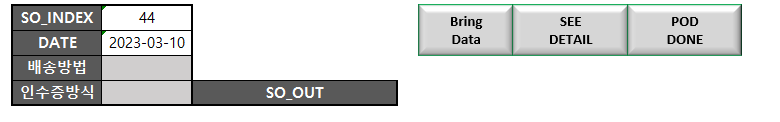 SO_INDEX 44
DATE 2023-03-10
배송방법
인수증방식 SO_OUT
Bring
Data
SEE
DETAIL
POD
DONE